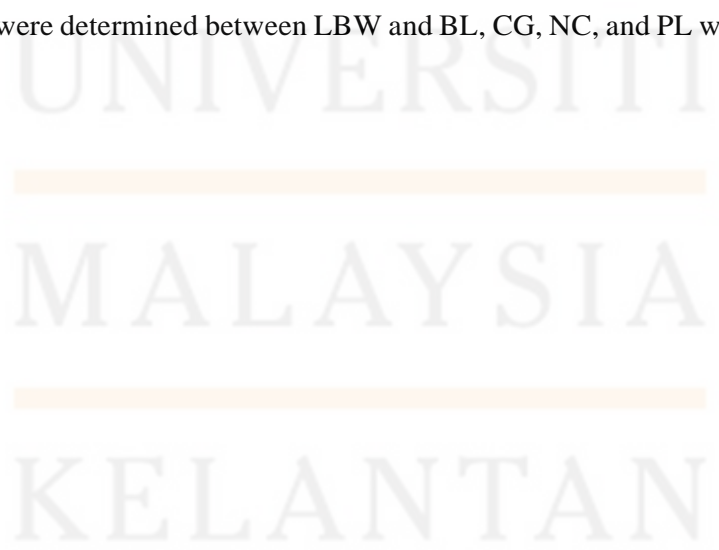 were determined between LBW and BL, CG, NC, and PL w
UNIVERSITI
MALAYSIA
KELANTAN